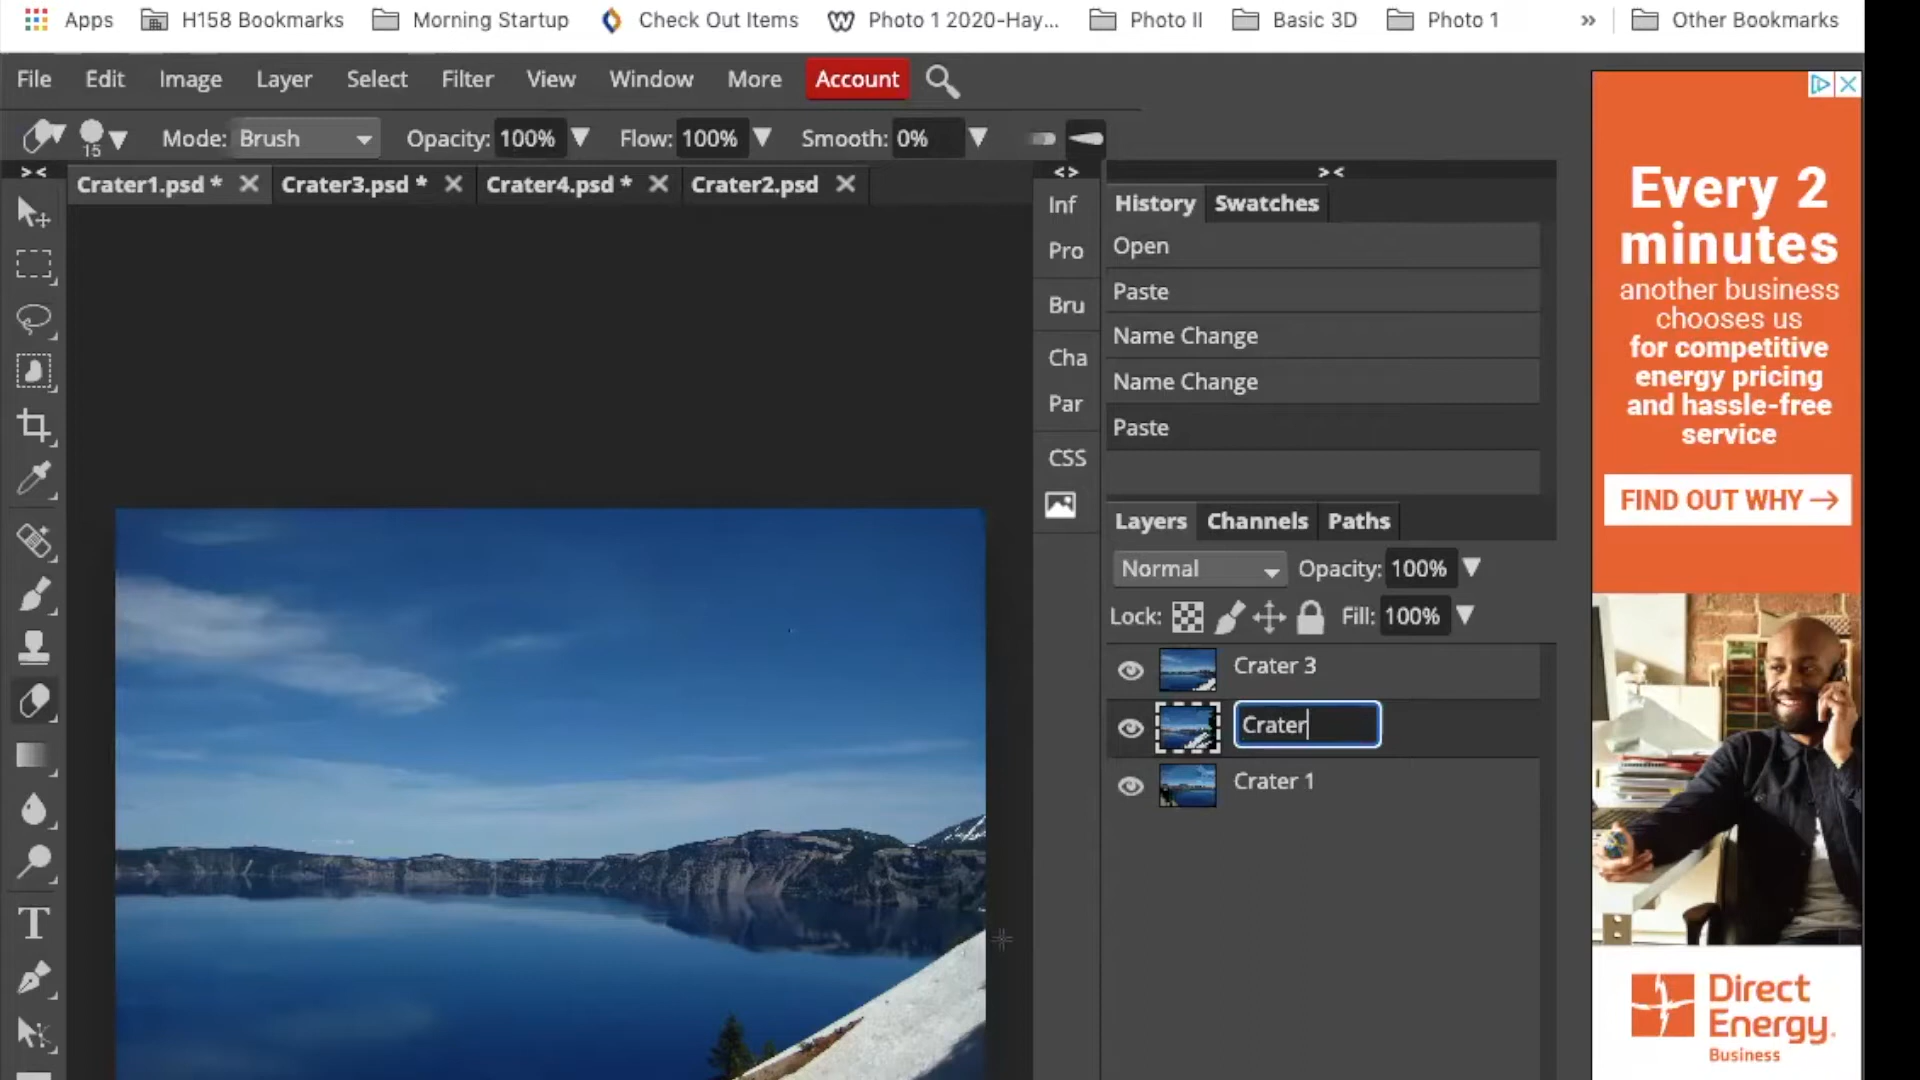 Apps H158 Bookmarks Morning Startup Check Out Items Photo 1 2020-Hay... Photo II Basic 3D Photo 1 » Other Bookmarks
File Edit Image Layer Select Filter View Window More Account
15 Mode: Brush Opacity: 100% Flow: 100% Smooth: 0%
Crater1.psd * Crater3.psd * Crater4.psd * Crater2.psd
Inf
Pro
Bru
Cha
Par
CSS
History Swatches
Open
Paste
Name Change
Name Change
Paste
Layers Channels Paths
Normal Opacity: 100%
Lock: Fill: 100%
Crater 3
Crater
Crater 1
T
Every 2
minutes
another business
chooses us
for competitive
energy pricing
and hassle-free
service
FIND OUT WHY →
Direct
Energy.
Business